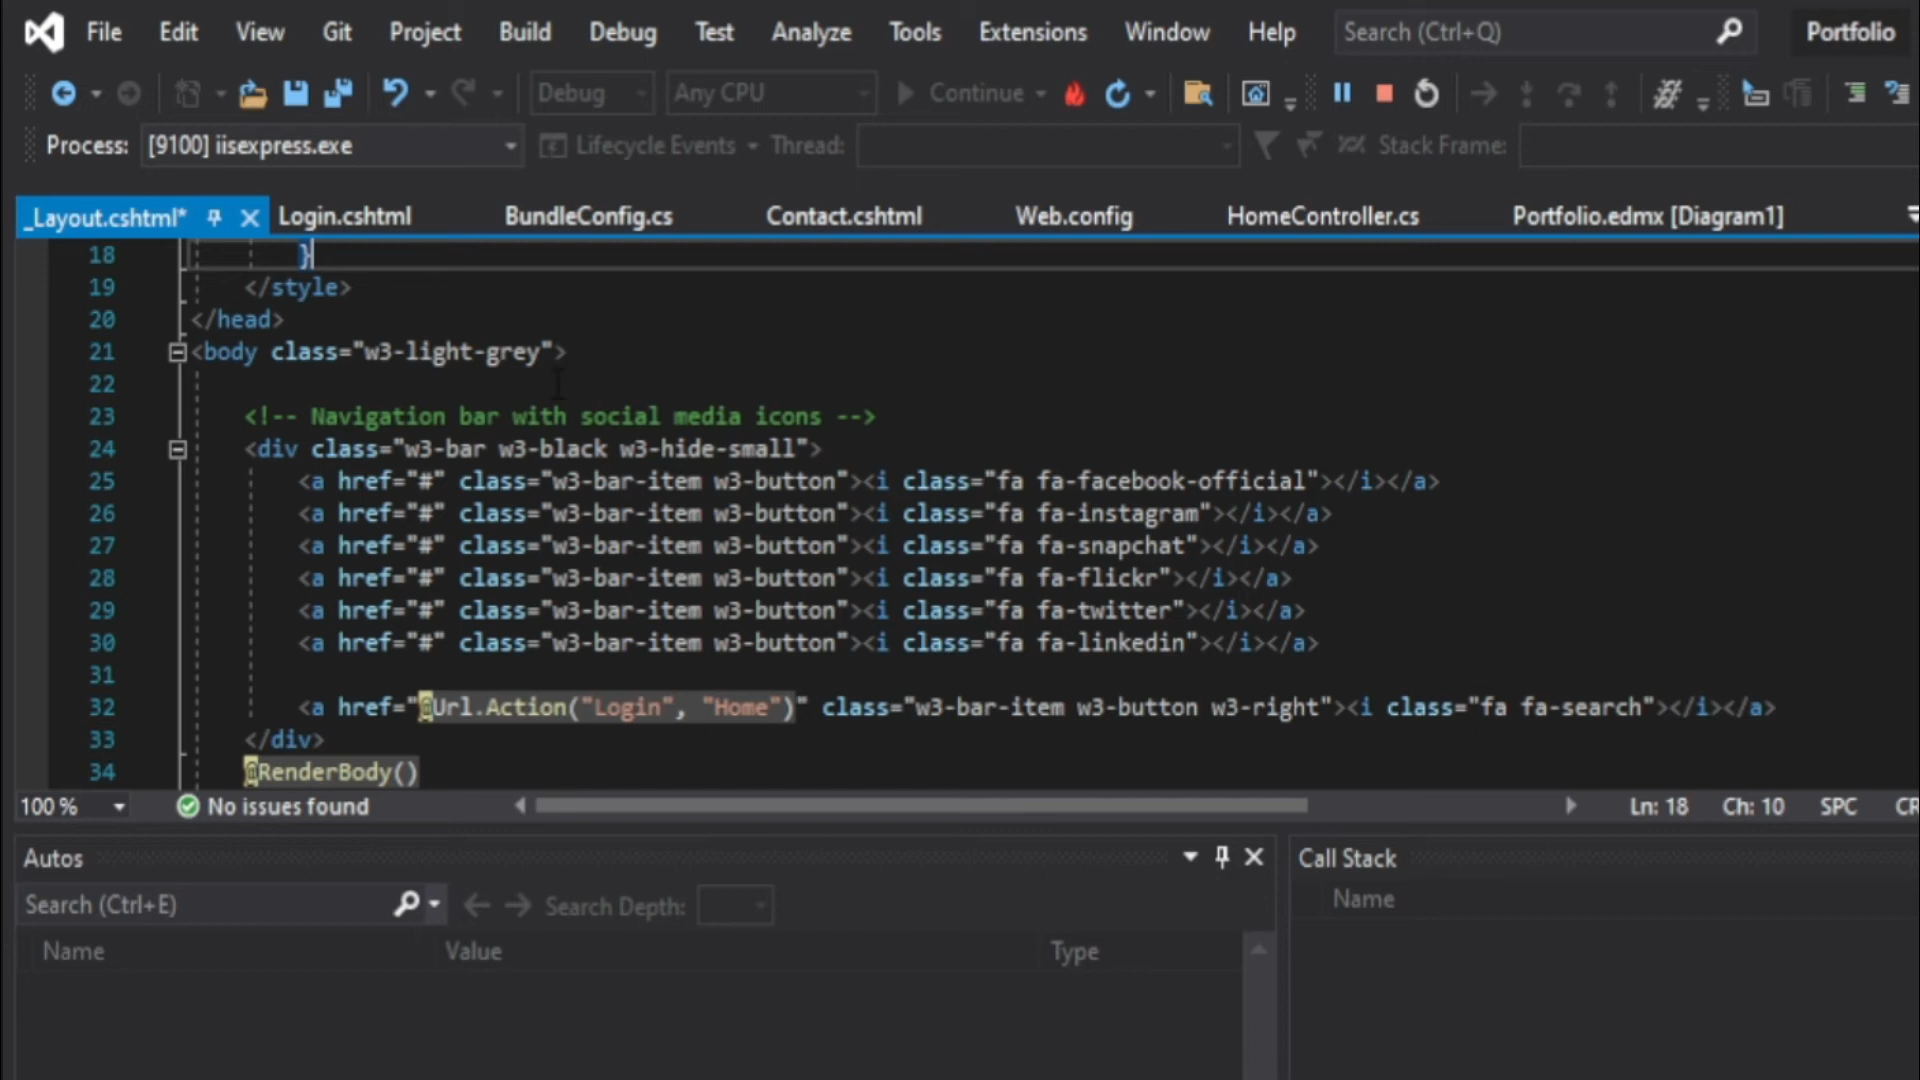 File Edit View Git Project Build Debug Test Analyze Tools Extensions Window Help Search (Ctrl+Q) Portfolio
Debug Any CPU Continue
Process: [9100] iisexpress.exe Lifecycle Events Thread: Stack Frame:
_Layout.cshtml* Login.cshtml BundleConfig.cs Contact.cshtml Web.config HomeController.cs Portfolio.edmx [Diagram1]
18 }
19 </style>
20 </head>
21 <body class="w3-light-grey">
22
23 <!-- Navigation bar with social media icons -->
24 <div class="w3-bar w3-black w3-hide-small">
25 <a href="#" class="w3-bar-item w3-button"><i class="fa fa-facebook-official"></i></a>
26 <a href="#" class="w3-bar-item w3-button"><i class="fa fa-instagram"></i></a>
27 <a href="#" class="w3-bar-item w3-button"><i class="fa fa-snapchat"></i></a>
28 <a href="#" class="w3-bar-item w3-button"><i class="fa fa-flickr"></i></a>
29 <a href="#" class="w3-bar-item w3-button"><i class="fa fa-twitter"></i></a>
30 <a href="#" class="w3-bar-item w3-button"><i class="fa fa-linkedin"></i></a>
31
32 <a href="@Url.Action("Login", "Home")" class="w3-bar-item w3-button w3-right"><i class="fa fa-search"></i></a>
33 </div>
34 @RenderBody()
100 % No issues found Ln: 18 Ch: 10 SPC CR
Autos Call Stack
Search (Ctrl+E) Search Depth: Name
Name Value Type